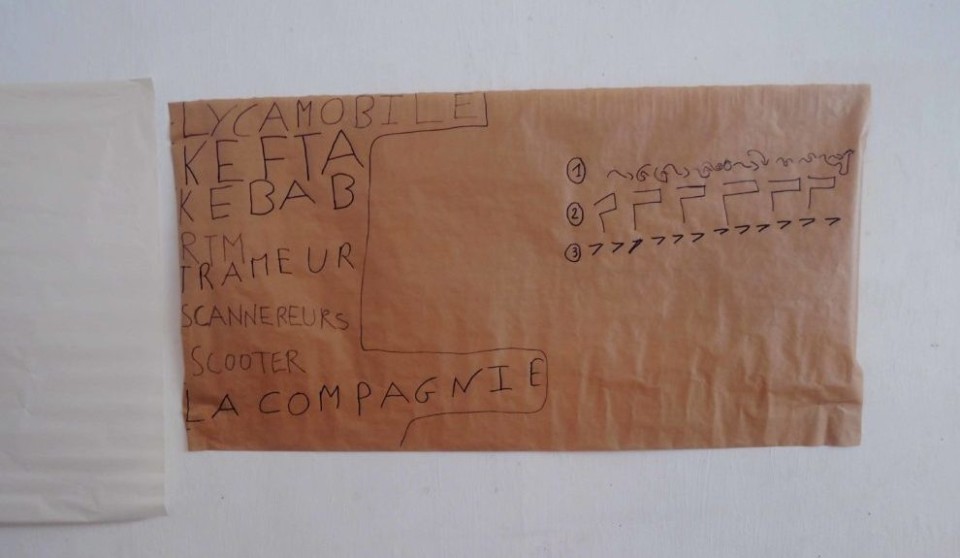 LYCAMOBILE
KEFTA
KEBAB
RTM
TRAMEUR
SCANNEREURS
SCOOTER
LA COMPAGNIE
1
2
3 > > > > > > > > > > > >